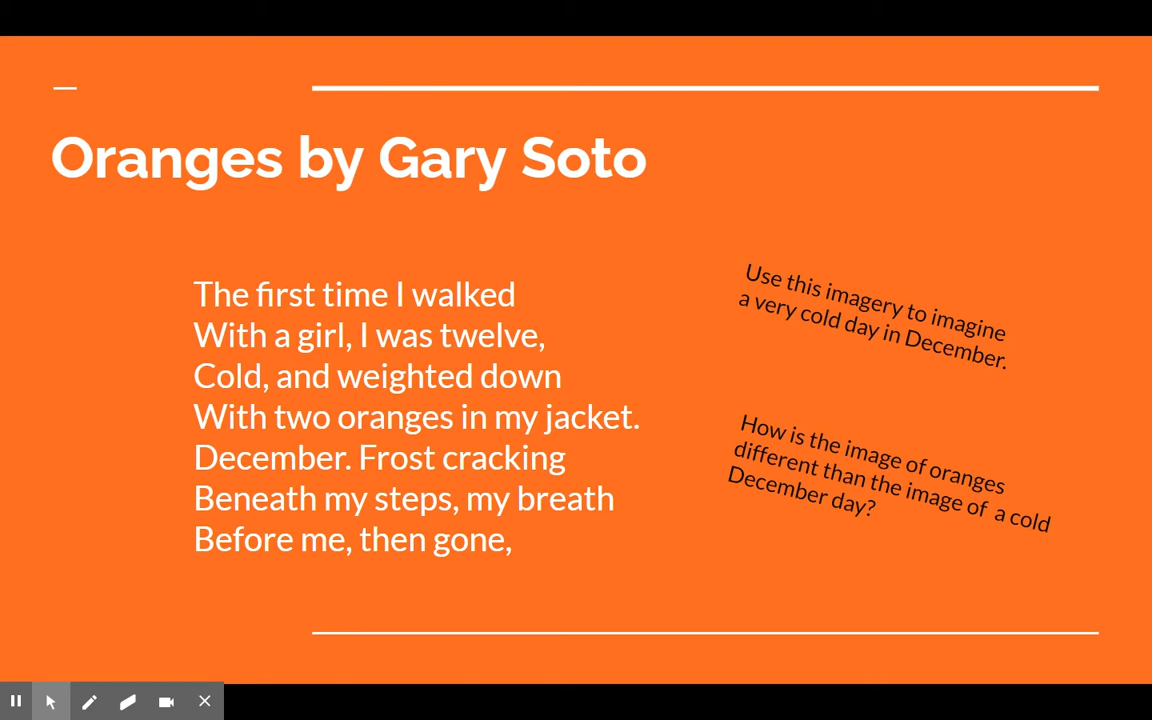 Oranges by Gary Soto
The first time I walked
With a girl, I was twelve,
Cold, and weighted down
With two oranges in my jacket.
December. Frost cracking
Beneath my steps, my breath
Before me, then gone,
Use this imagery to imagine
a very cold day in December.
How is the image of oranges
different than the image of a cold
December day?